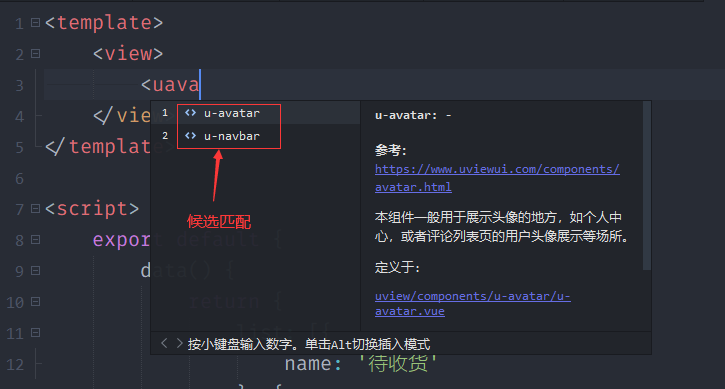 1 <template>
2 <view>
3 <uava
4 </vie
5 </templat
6
7 <script>
8 export default {
9 data() {
10 return {
11 list: [{
12 name: '待收货'
1 <> u-avatar
2 <> u-navbar
候选匹配
u-avatar: -
参考:
https://www.uviewui.com/components/
avatar.html
本组件一般用于展示头像的地方，如个人中
心，或者评论列表页的用户头像展示等场所。
定义于:
uview/components/u-avatar/u-
avatar.vue
< > 按小键盘输入数字。单击Alt切换插入模式